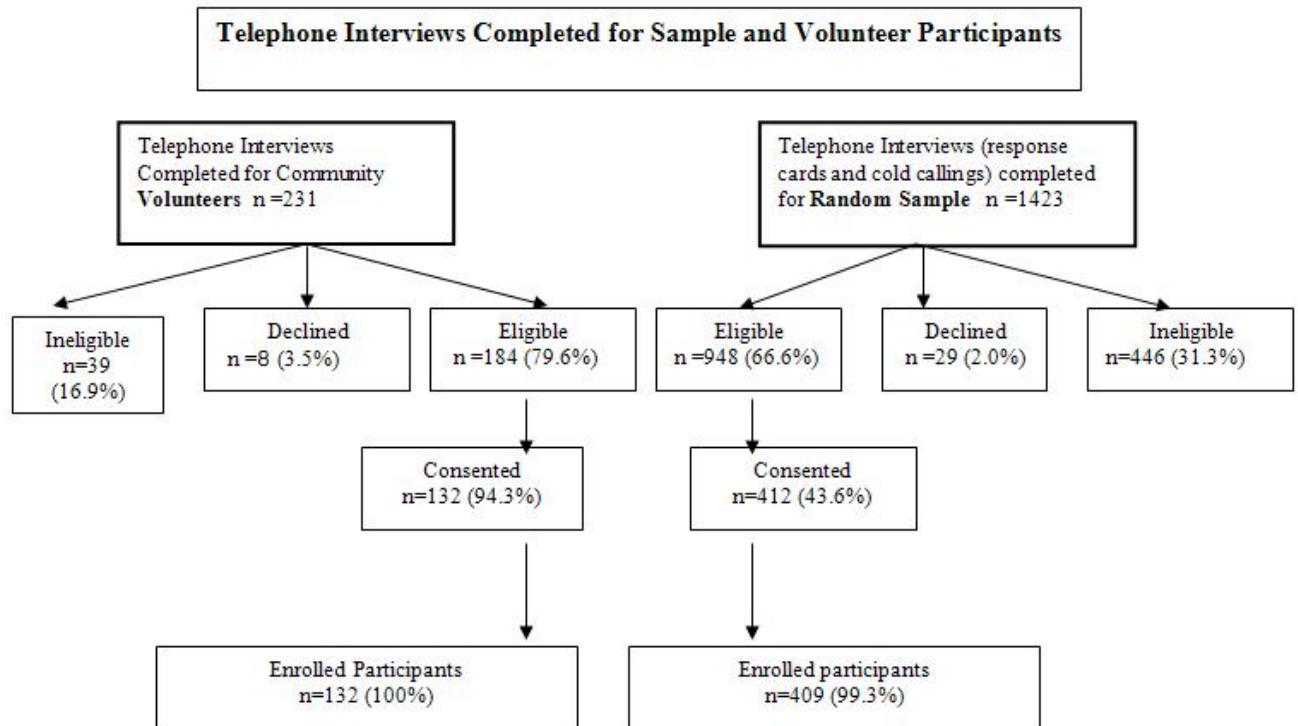 Telephone Interviews Completed for Sample and Volunteer Participants
Telephone Interviews
Completed for Community
Volunteers n =231
Telephone Interviews (response
cards and cold callings) completed
for Random Sample n =1423
Ineligible
n=39
(16.9%)
Declined
n =8 (3.5%)
Eligible
n =184 (79.6%)
Eligible
n =948 (66.6%)
Declined
n =29 (2.0%)
Ineligible
n=446 (31.3%)
Consented
n=132 (94.3%)
Consented
n=412 (43.6%)
Enrolled Participants
n=132 (100%)
Enrolled participants
n=409 (99.3%)